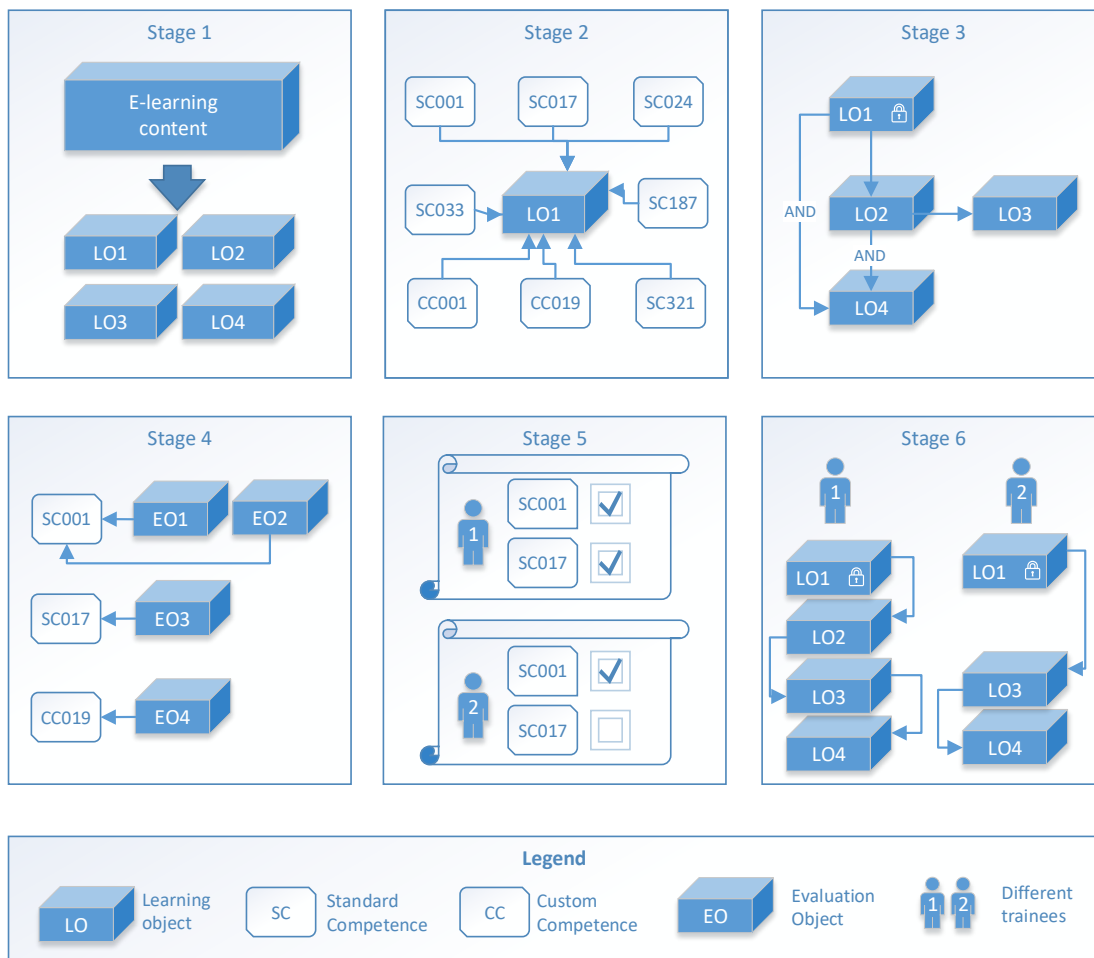 Stage 1
E-learning
content
LO1
LO2
LO3
LO4
Stage 2
SC001
SC017
SC024
SC033
LO1
SC187
CC001
CC019
SC321
Stage 3
LO1
AND
LO2
LO3
AND
LO4
Stage 4
SC001
EO1
EO2
SC017
EO3
CC019
EO4
Stage 5
1
SC001
SC017
2
SC001
SC017
Stage 6
1
2
LO1
LO1
LO2
LO3
LO3
LO4
LO4
Legend
LO
Learning
object
SC
Standard
Competence
CC
Custom
Competence
EO
Evaluation
Object
1
2
Different
trainees